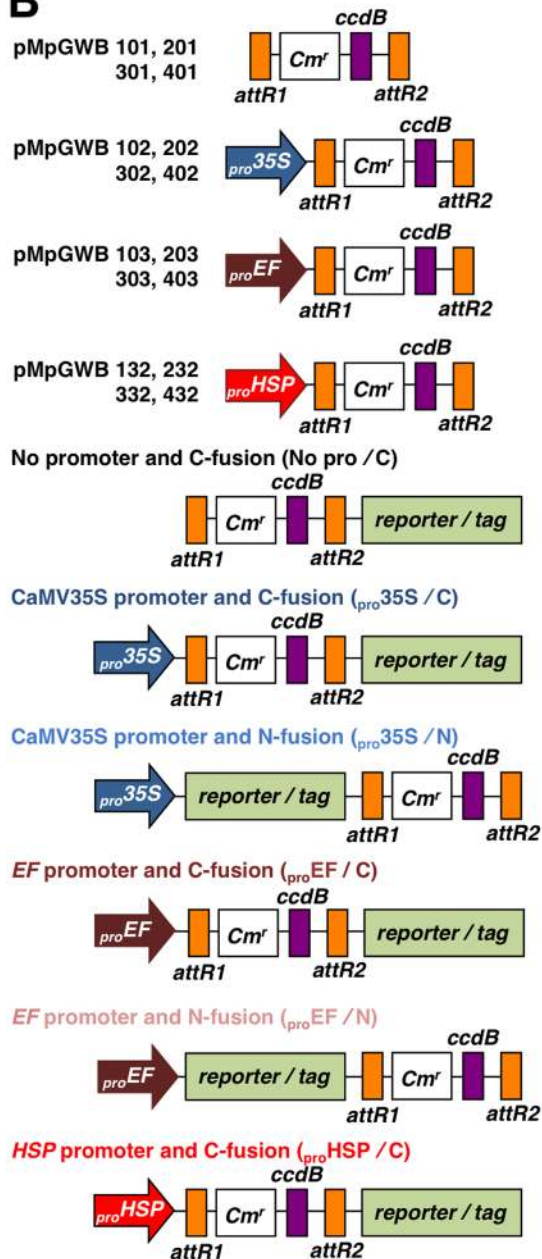 B
ccdB
pMpGWB 101, 201
301, 401
Cmr
attR1 attR2
ccdB
pMpGWB 102, 202
302, 402
pro35S Cmr
attR1 attR2
ccdB
pMpGWB 103, 203
303, 403
proEF Cmr
attR1 attR2
ccdB
pMpGWB 132, 232
332, 432
proHSP Cmr
attR1 attR2
No promoter and C-fusion (No pro /C)
ccdB
Cmr reporter / tag
attR1 attR2
CaMV35S promoter and C-fusion (pro35S /C)
ccdB
pro35S Cmr reporter / tag
attR1 attR2
CaMV35S promoter and N-fusion (pro35S /N)
ccdB
pro35S reporter / tag Cmr
attR1 attR2
EF promoter and C-fusion (proEF / C)
ccdB
proEF Cmr reporter / tag
attR1 attR2
EF promoter and N-fusion (proEF /N)
ccdB
proEF reporter / tag Cmr
attR1 attR2
HSP promoter and C-fusion (proHSP /C)
ccdB
proHSP Cmr reporter / tag
attR1 attR2